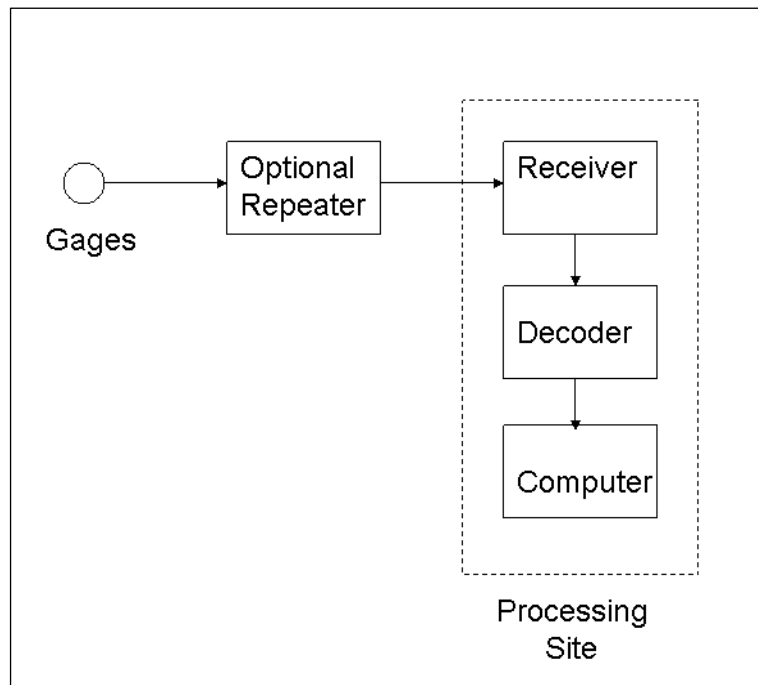 Gages
Optional
Repeater
Receiver
Decoder
Computer
Processing
Site